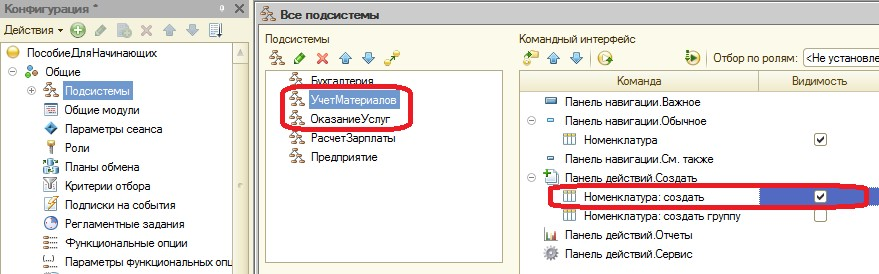 Конфигурация *
Действия
ПособиеДляНачинающих
Общие
Подсистемы
Общие модули
Параметры сеанса
Роли
Планы обмена
Критерии отбора
Подписки на события
Регламентные задания
Функциональные опции
Параметры функциональных опц
Все подсистемы
Подсистемы
Бухгалтерия
УчетМатериалов
ОказаниеУслуг
РасчетЗарплаты
Предприятие
Командный интерфейс
Отбор по ролям: <Не установле
Команда Видимость
Панель навигации.Важное
Панель навигации.Обычное
Номенклатура
Панель навигации.См. также
Панель действий.Создать
Номенклатура: создать
Номенклатура: создать группу
Панель действий.Отчеты
Панель действий.Сервис